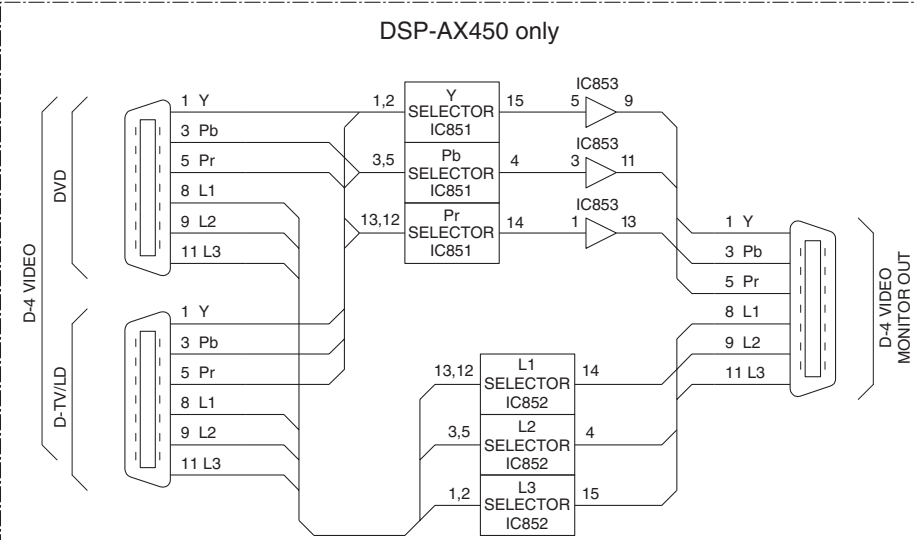 DSP-AX450 only
D-4 VIDEO
DVD
1 Y
3 Pb
5 Pr
8 L1
9 L2
11 L3
D-TV/LD
1 Y
3 Pb
5 Pr
8 L1
9 L2
11 L3
1,2
Y
SELECTOR
IC851
15
5
IC853
9
3,5
Pb
SELECTOR
IC851
4
3
IC853
11
13,12
Pr
SELECTOR
IC851
14
1
IC853
13
13,12
L1
SELECTOR
IC852
14
3,5
L2
SELECTOR
IC852
4
1,2
L3
SELECTOR
IC852
15
1 Y
3 Pb
5 Pr
8 L1
9 L2
11 L3
D-4 VIDEO
MONITOR OUT